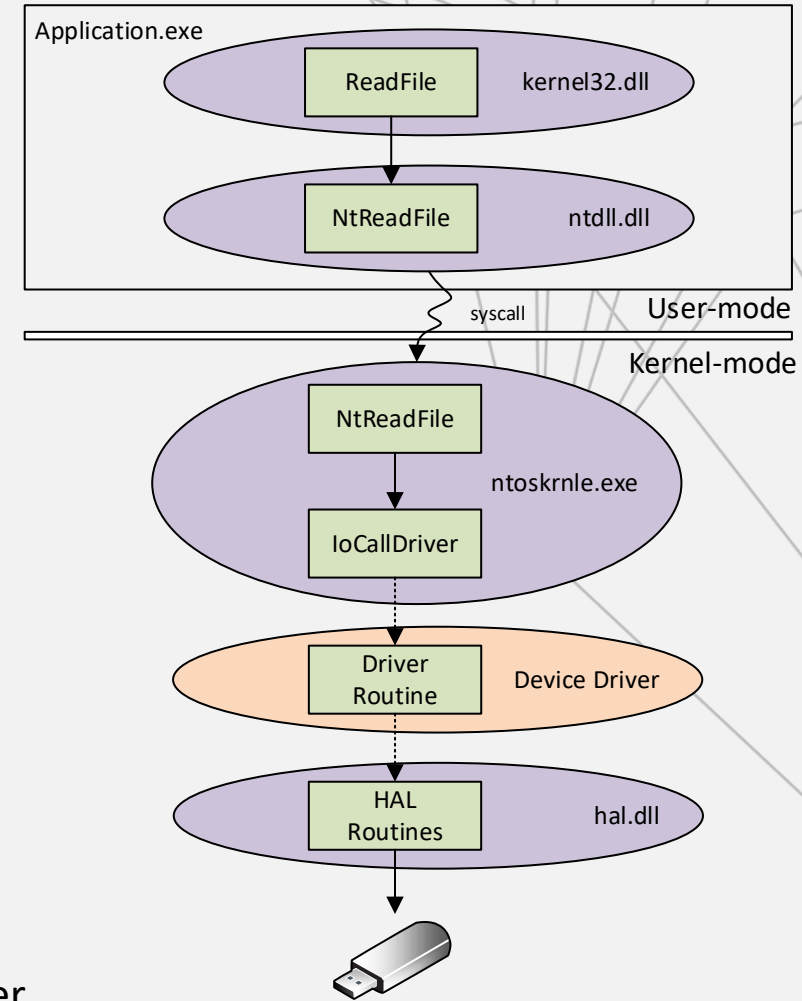 Application.exe
ReadFile
kernel32.dll
NtReadFile
ntdll.dll
syscall
User-mode
Kernel-mode
NtReadFile
ntoskrnle.exe
IoCallDriver
Driver
Routine
Device Driver
HAL
Routines
hal.dll
er